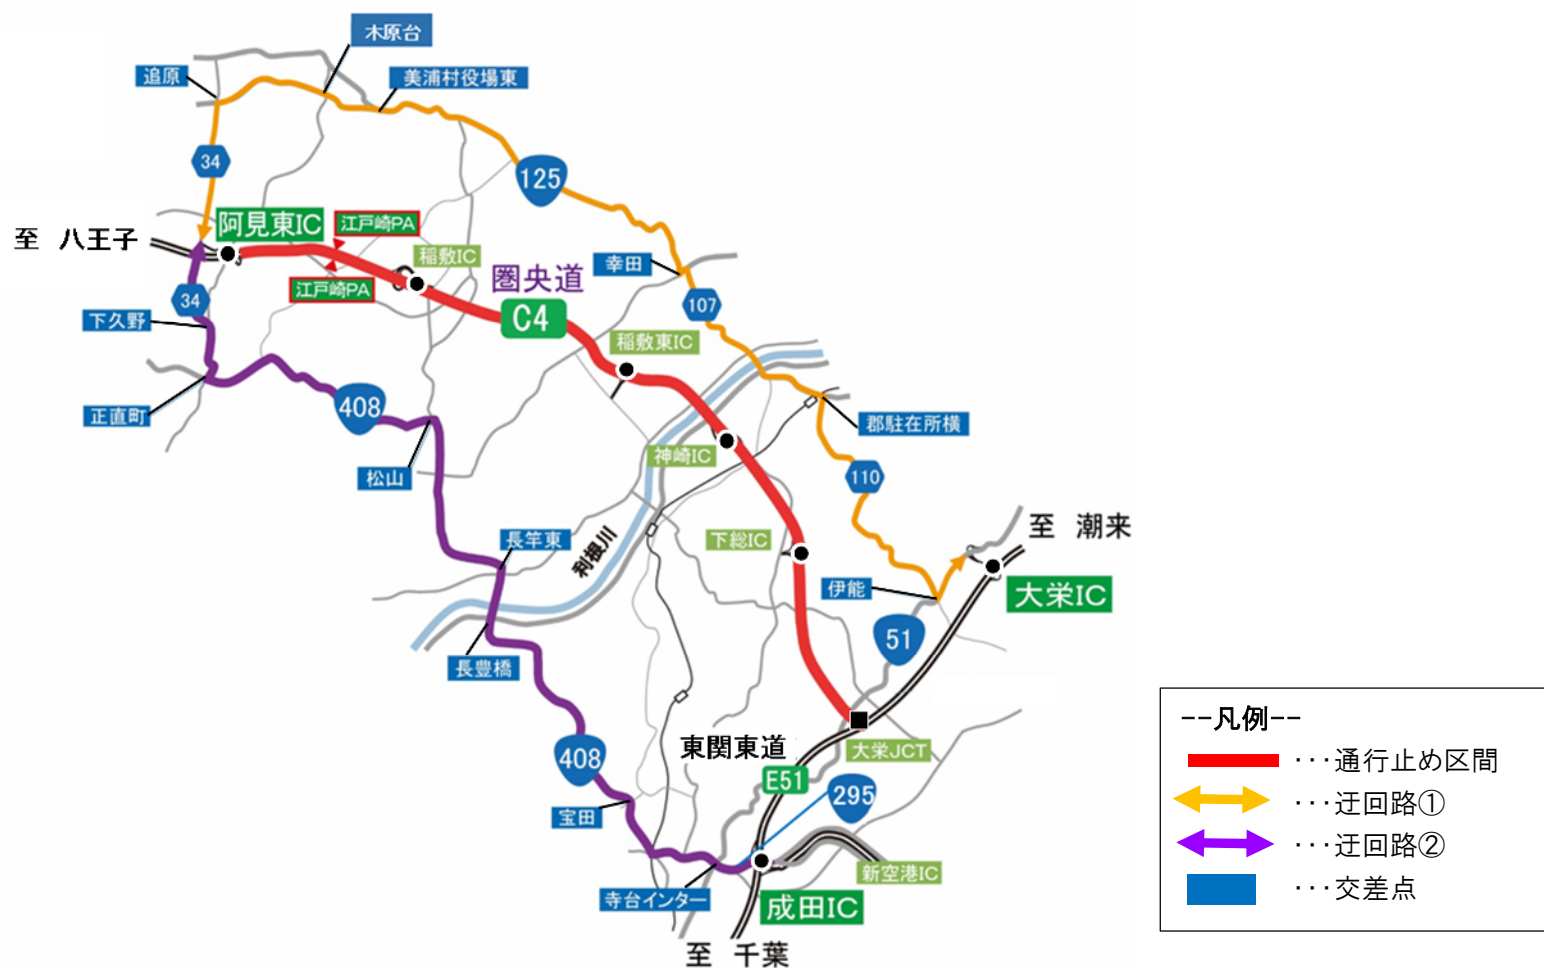 木原台
追原
美浦村役場東
34
125
至 八王子
阿見東IC
江戸崎PA
稲敷IC
圏央道
幸田
江戸崎PA
34
107
下久野
C4
稲敷東IC
408
正直町
郡駐在所横
松山
神崎IC
110
至 潮来
長竿東
利根川
下総IC
伊能
大栄IC
51
長豊橋
--凡例--
東関東道
大栄JCT
408
・・・通行止め区間
E51
295
・・・迂回路①
宝田
・・・迂回路②
新空港IC
・・・交差点
寺台インター
成田IC
至 千葉